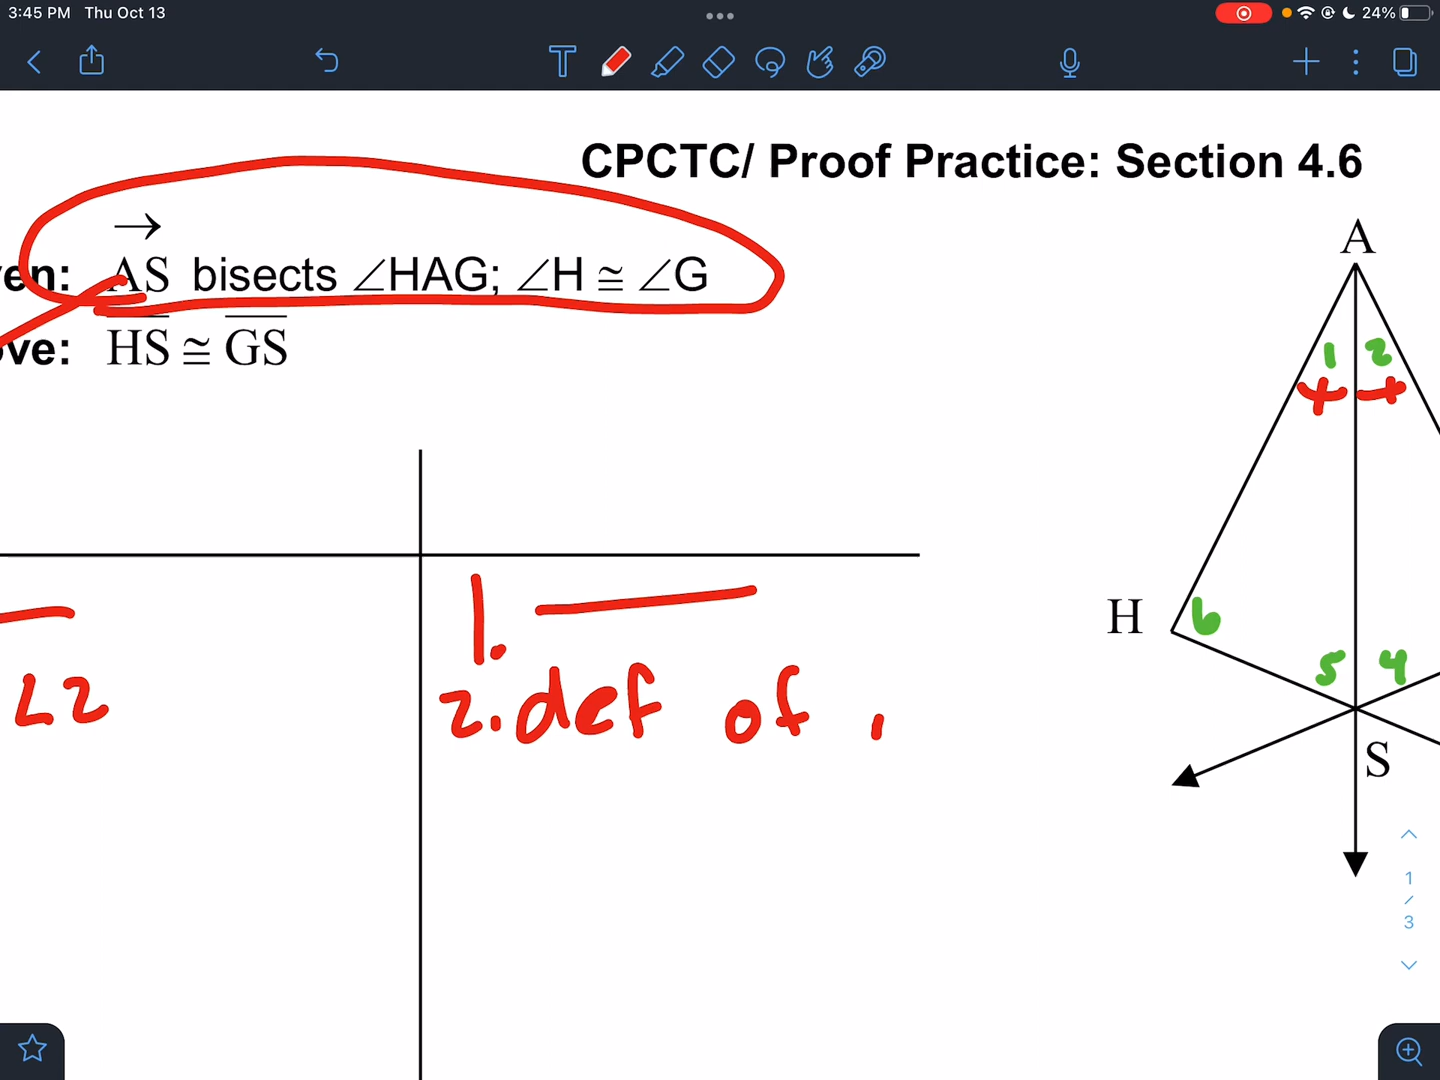 3:45 PM Thu Oct 13
24%
CPCTC/ Proof Practice: Section 4.6
en: AS bisects ∠HAG; ∠H ≅ ∠G
ve: HS ≅ GS
A
1 2
H
6
5 4
S
1.
∠2
2. def of
1
/
3